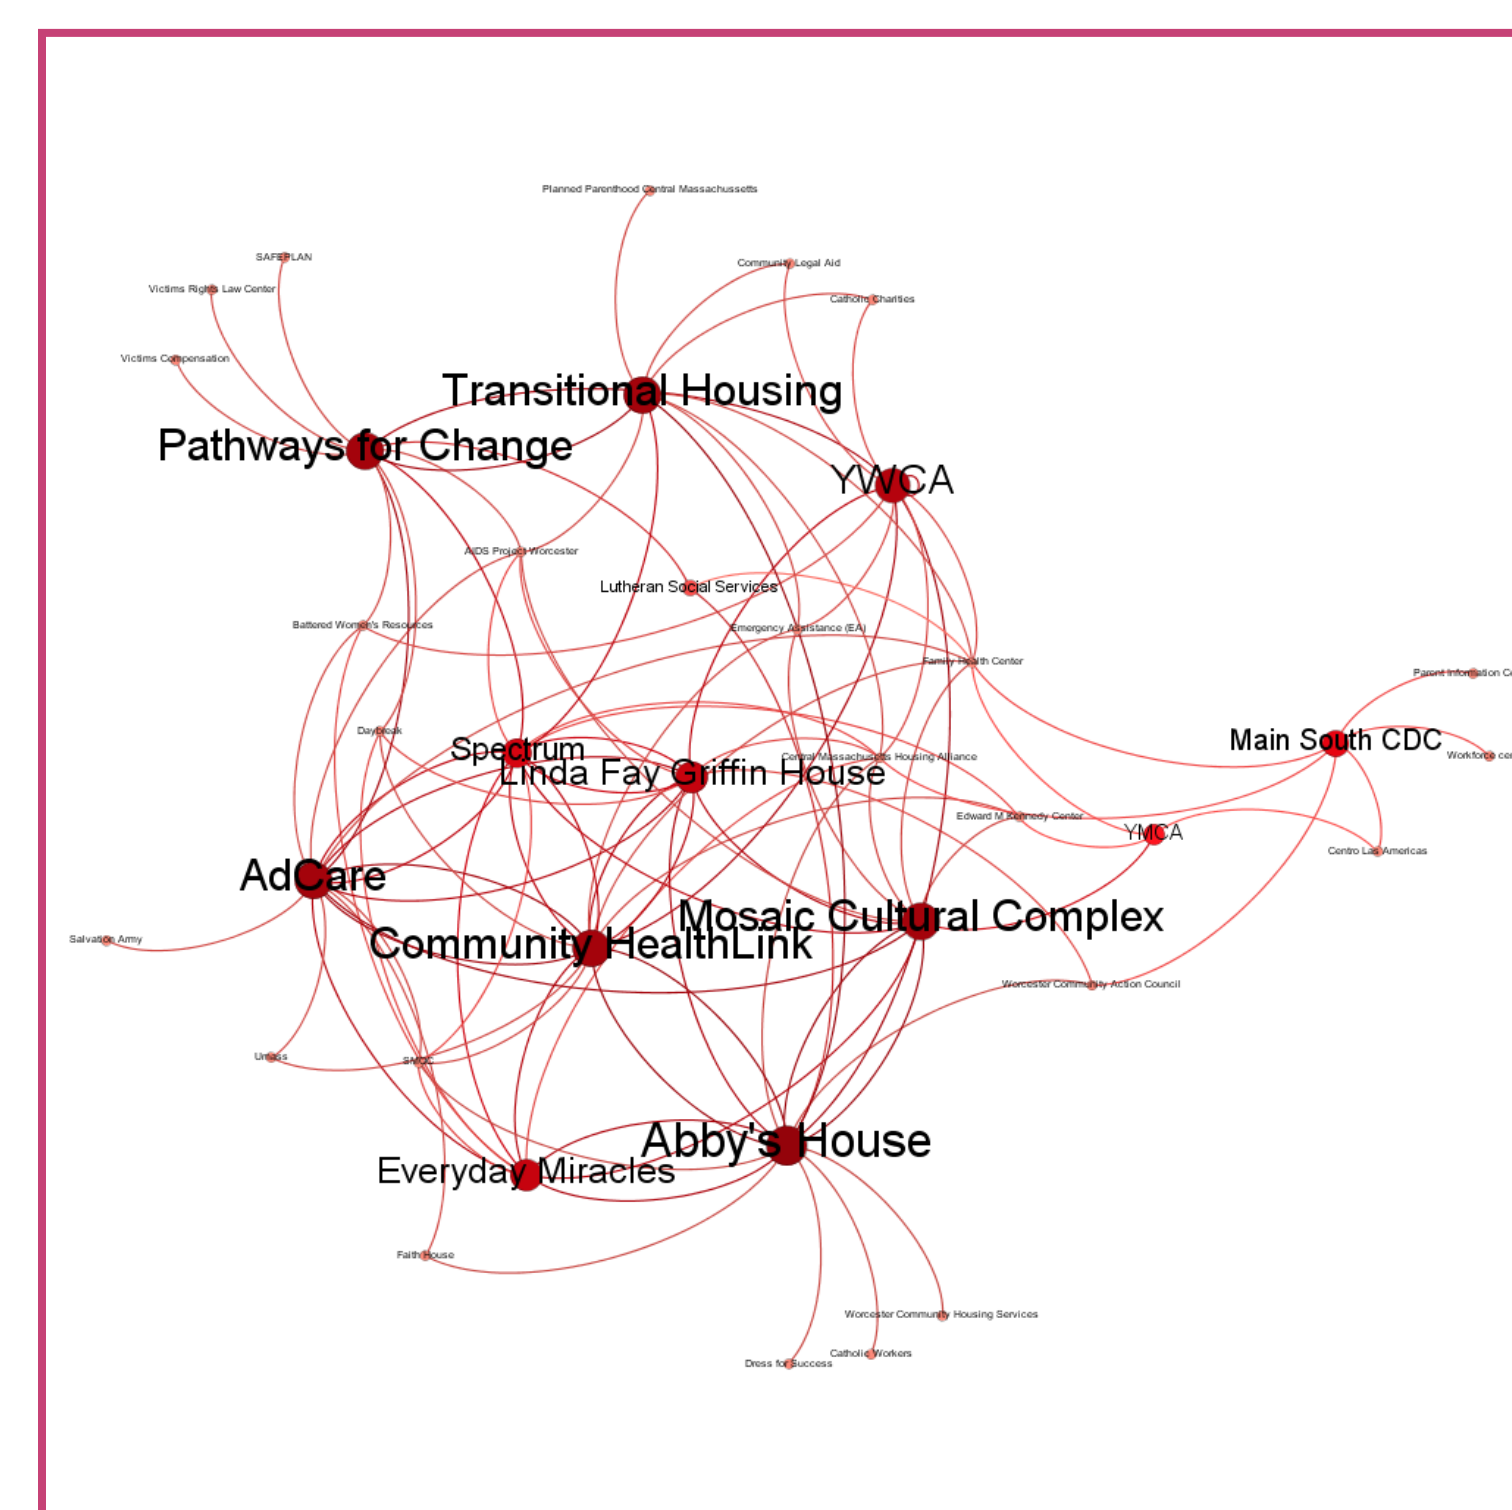 Planned Parenthood Central Massachussetts
SAFEPLAN
Community Legal Aid
Victims Rights Law Center
Catholic Charities
Victims Compensation
Transitional Housing
Pathways for Change
YWCA
AIDS Project Worcester
Lutheran Social Services
Battered Women's Resources
Emergency Assistance (EA)
Family Health Center
Parent Information
Daybreak
Main South CDC
Spectrum
Central Massachusetts Housing Alliance
Workforce
Linda Fay Griffin House
Edward M Kennedy Center
YMCA
Centro Las Americas
AdCare
Mosaic Cultural Complex
Salvation Army
Community HealthLink
Worcester Community Action Council
Umass
SMOC
Abby's House
Everyday Miracles
Faith House
Worcester Community Housing Services
Catholic Workers
Dress for Success